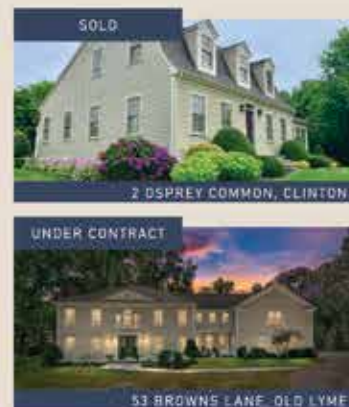 SOLD
2 OSPREY COMMON, CLINTON
UNDER CONTRACT
53 BROWNS LANE, OLD LYME